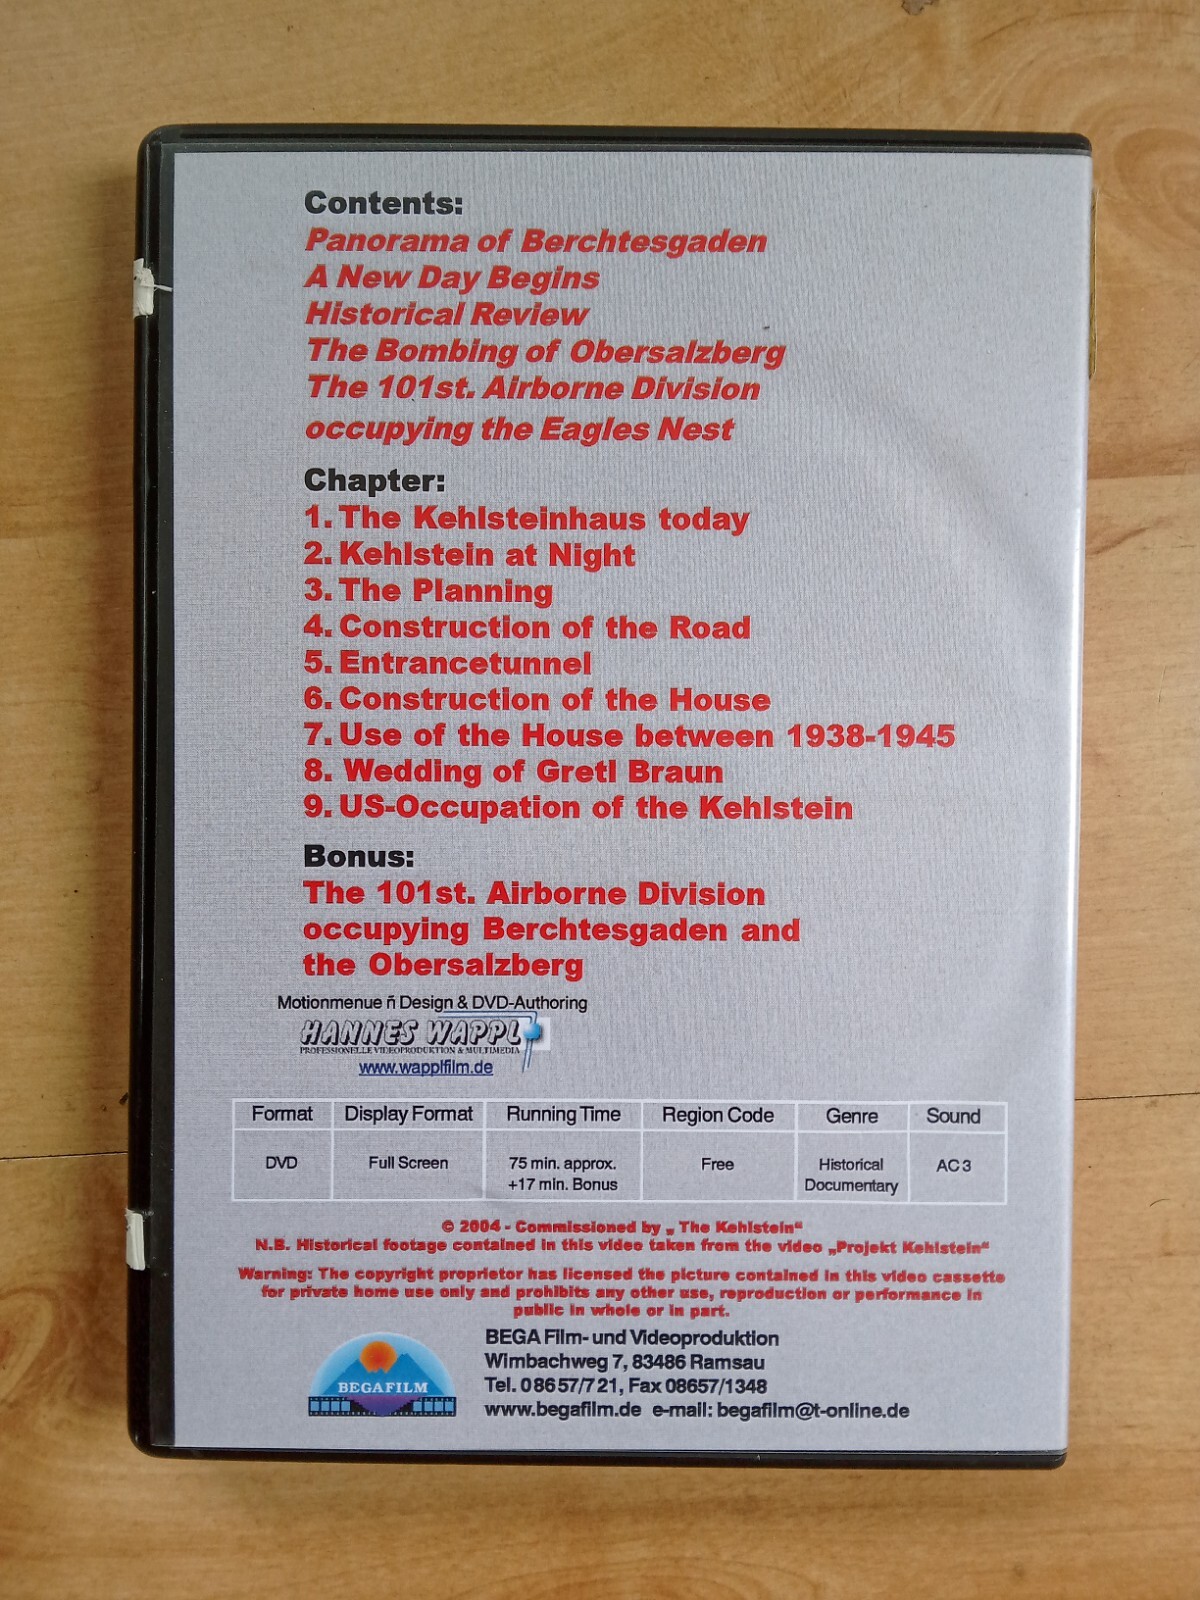 Contents:
Panorama of Berchtesgaden
A New Day Begins
Historical Review
The Bombing of Obersalzberg
The 101st. Airborne Division
occupying the Eagles Nest
Chapter:
1. The Kehlsteinhaus today
2. Kehlstein at Night
3. The Planning
4. Construction of the Road
5. Entrancetunnel
6. Construction of the House
7. Use of the House between 1938-1945
8. Wedding of Gretl Braun
9. US-Occupation of the Kehlstein
Bonus:
The 101st. Airborne Division
occupying Berchtesgaden and
the Obersalzberg
Motionmenue ñ Design & DVD-Authoring
HANNES WAPPL
PROFESSIONELLE VIDEOPRODUKTION & MULTIMEDIA
www.wapplfilm.de
Format Display Format Running Time Region Code Genre Sound
DVD Full Screen 75 min. approx. Free Historical AC3
+17 min. Bonus Documentary
© 2004 - Commissioned by „ The Kehlstein“
N.B. Historical footage contained in this video taken from the video „Projekt Kehlstein“
Warning: The copyright proprietor has licensed the picture contained in this video cassette
for private home use only and prohibits any other use, reproduction or performance in
public in whole or in part.
BEGAFILM
BEGA Film- und Videoproduktion
Wimbachweg 7, 83486 Ramsau
Tel. 08657/721, Fax 08657/1348
www.begafilm.de e-mail: begafilm@t-online.de